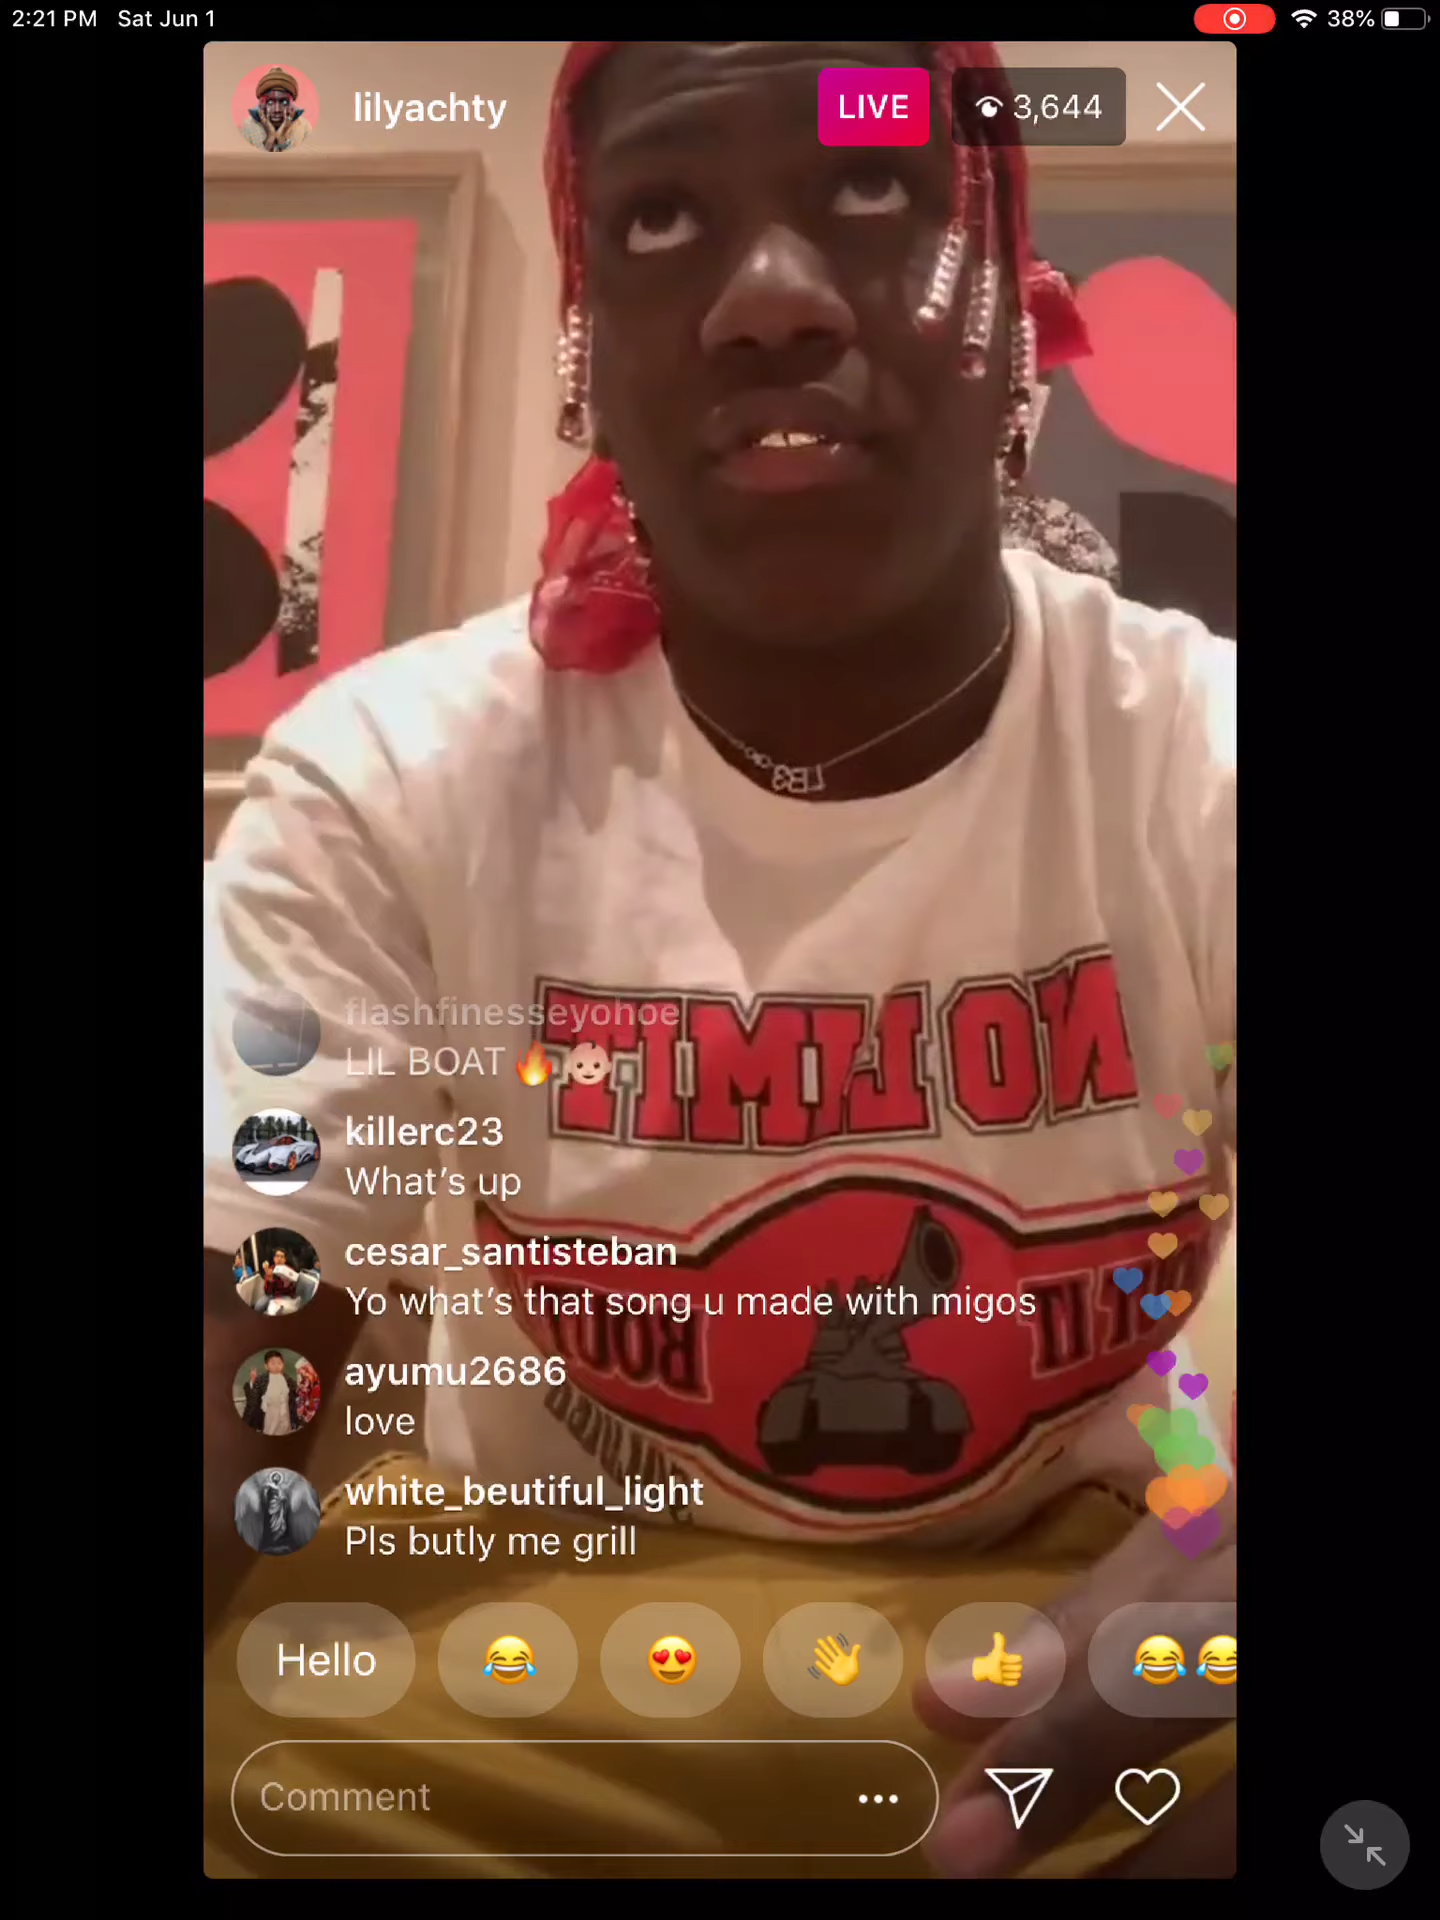 2:21 PM Sat Jun 1
38%
lilyachty
LIVE
3,644
LB3
NO LIMIT
flashfinesseyohoe
LIL BOAT 🔥👶🏻
killerc23
What's up
cesar_santisteban
Yo what's that song u made with migos
ayumu2686
love
white_beutiful_light
Pls butly me grill
Hello
😂
😍
👋
👍
😂😂
Comment